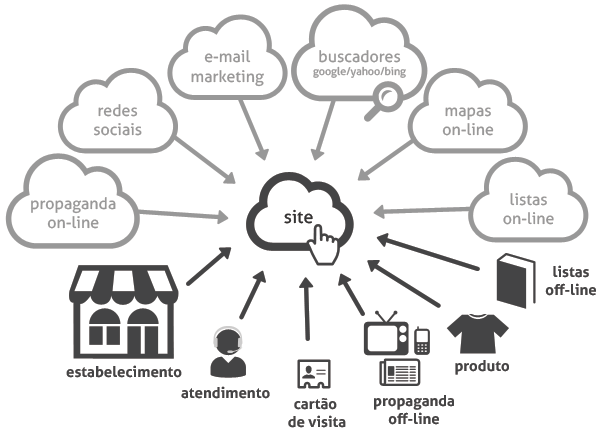 e-mail
marketing
buscadores
google/yahoo/bing
redes
sociais
mapas
on-line
propaganda
on-line
site
listas
on-line
listas
off-line
estabelecimento
atendimento
cartão
de visita
propaganda
off-line
produto